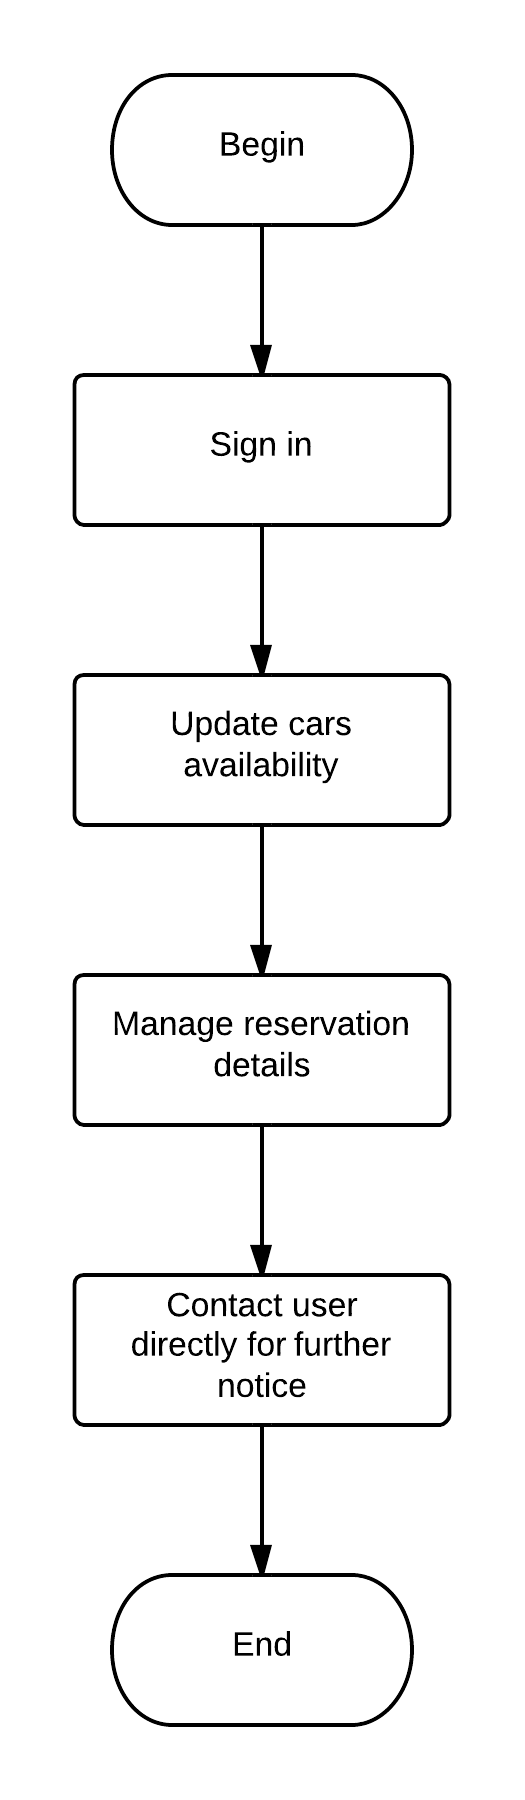 Begin
Sign in
Update cars
availability
Manage reservation
details
Contact user
directly for further
notice
End